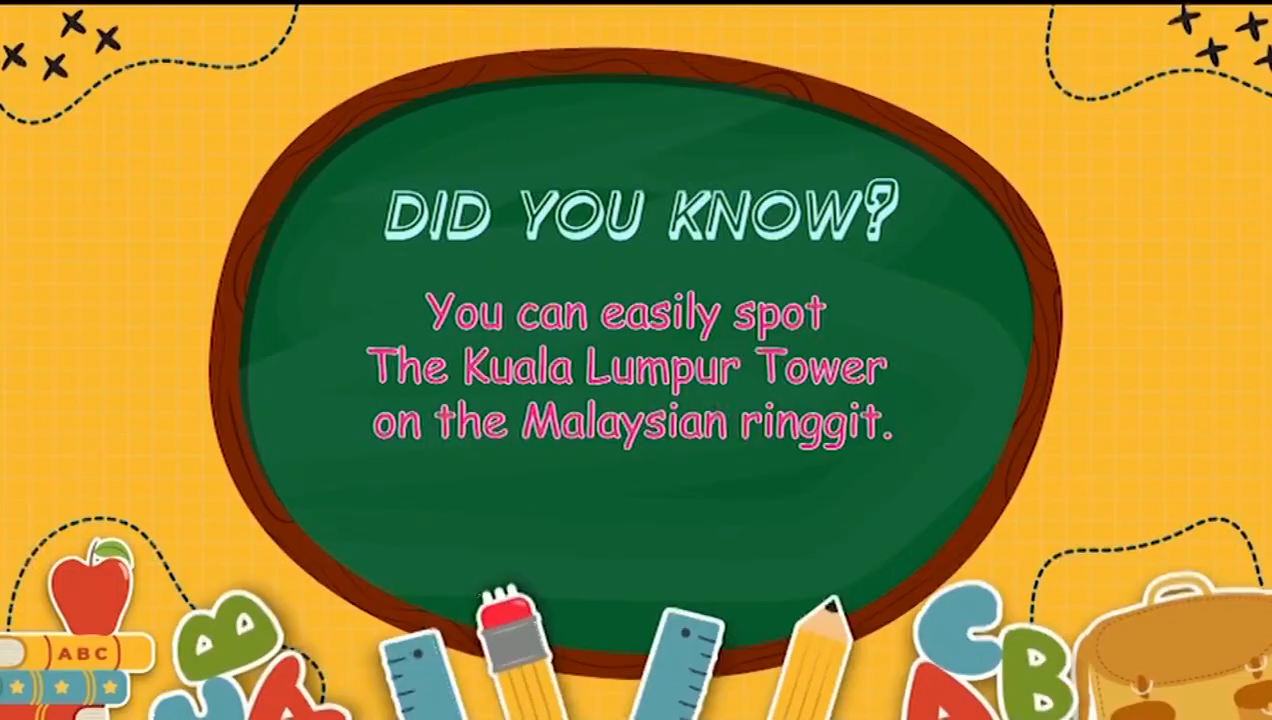 DID YOU KNOW?
You can easily spot
The Kuala Lumpur Tower
on the Malaysian ringgit.
ABC
B
A
C
A
B